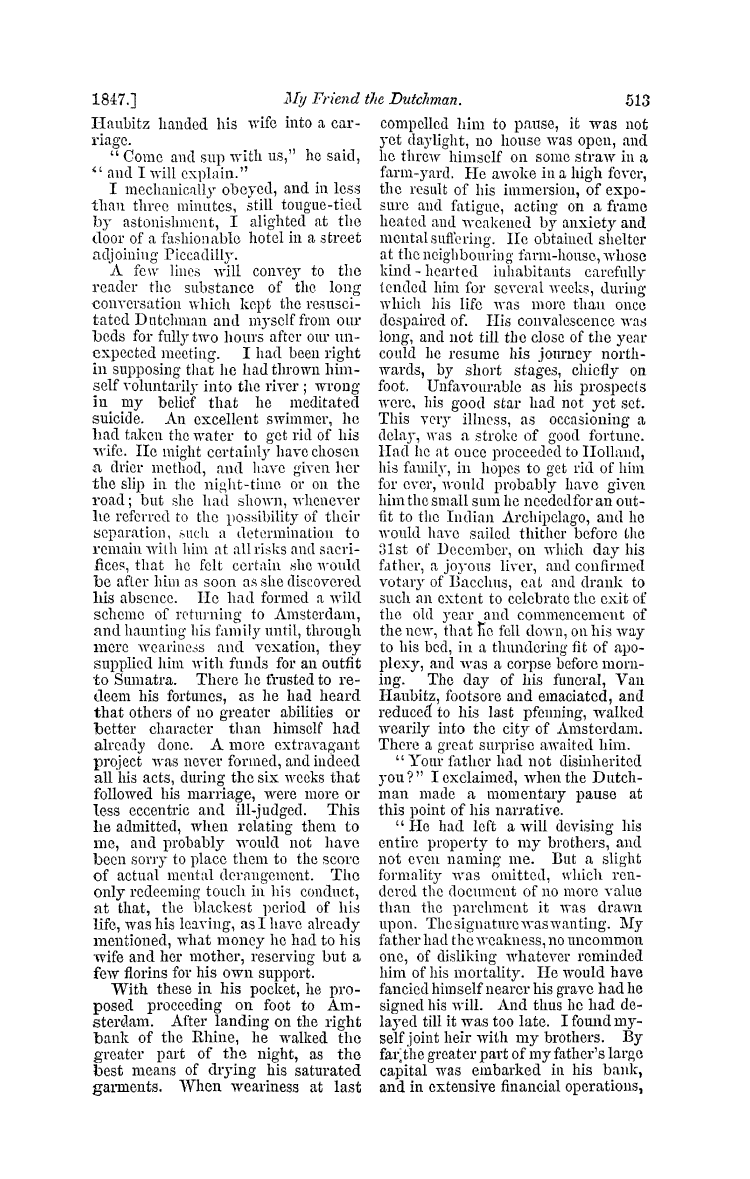 1847.] My Friend the Dutchman. 513
Haubitz handed his wife into a car-
riage.
"Come and sup with us," he said,
"and I will explain."
I mechanically obeyed, and in less
than three minutes, still tongue-tied
by astonishment, I alighted at the
door of a fashionable hotel in a street
adjoining Piccadilly.
A few lines will convey to the
reader the substance of the long
conversation which kept the resusci-
tated Dutchman and myself from our
beds for fully two hours after our un-
expected meeting. I had been right
in supposing that he had thrown him-
self voluntarily into the river; wrong
in my belief that he meditated
suicide. An excellent swimmer, he
had taken the water to get rid of his
wife. He might certainly have chosen
a drier method, and have given her
the slip in the night-time or on the
road; but she had shown, whenever
he referred to the possibility of their
separation, such a determination to
remain with him at all risks and sacri-
fices, that he felt certain she would
be after him as soon as she discovered
his absence. He had formed a wild
scheme of returning to Amsterdam,
and haunting his family until, through
mere weariness and vexation, they
supplied him with funds for an outfit
to Sumatra. There he trusted to re-
deem his fortunes, as he had heard
that others of no greater abilities or
better character than himself had
already done. A more extravagant
project was never formed, and indeed
all his acts, during the six weeks that
followed his marriage, were more or
less eccentric and ill-judged. This
he admitted, when relating them to
me, and probably would not have
been sorry to place them to the score
of actual mental derangement. The
only redeeming touch in his conduct,
at that, the blackest period of his
life, was his leaving, as I have already
mentioned, what money he had to his
wife and her mother, reserving but a
few florins for his own support.
With these in his pocket, he pro-
posed proceeding on foot to Am-
sterdam. After landing on the right
bank of the Rhine, he walked the
greater part of the night, as the
best means of drying his saturated
garments. When weariness at last
compelled him to pause, it was not
yet daylight, no house was open, and
he threw himself on some straw in a
farm-yard. He awoke in a high fever,
the result of his immersion, of expo-
sure and fatigue, acting on a frame
heated and weakened by anxiety and
mental suffering. He obtained shelter
at the neighbouring farm-house, whose
kind-hearted inhabitants carefully
tended him for several weeks, during
which his life was more than once
despaired of. His convalescence was
long, and not till the close of the year
could he resume his journey north-
wards, by short stages, chiefly on
foot. Unfavourable as his prospects
were, his good star had not yet set.
This very illness, as occasioning a
delay, was a stroke of good fortune.
Had he at once proceeded to Holland,
his family, in hopes to get rid of him
for ever, would probably have given
him the small sum he needed for an out-
fit to the Indian Archipelago, and he
would have sailed thither before the
31st of December, on which day his
father, a joyous liver, and confirmed
votary of Bacchus, eat and drank to
such an extent to celebrate the exit of
the old year and commencement of
the new, that he fell down, on his way
to his bed, in a thundering fit of apo-
plexy, and was a corpse before morn-
ing. The day of his funeral, Van
Haubitz, footsore and emaciated, and
reduced to his last pfenning, walked
wearily into the city of Amsterdam.
There a great surprise awaited him.
"Your father had not disinherited
you?" I exclaimed, when the Dutch-
man made a momentary pause at
this point of his narrative.
"He had left a will devising his
entire property to my brothers, and
not even naming me. But a slight
formality was omitted, which ren-
dered the document of no more value
than the parchment it was drawn
upon. The signature was wanting. My
father had the weakness, no uncommon
one, of disliking whatever reminded
him of his mortality. He would have
fancied himself nearer his grave had he
signed his will. And thus he had de-
layed till it was too late. I found my-
self joint heir with my brothers. By
far the greater part of my father's large
capital was embarked in his bank,
and in extensive financial operations,